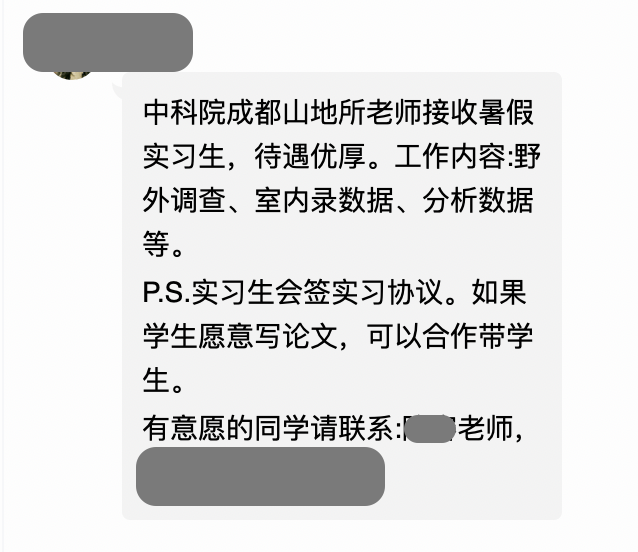 中科院成都山地所老师接收暑假
实习生，待遇优厚。工作内容:野
外调查、室内录数据、分析数据
等。
P.S.实习生会签实习协议。如果
学生愿意写论文，可以合作带学
生。
有意愿的同学请联系:老师，